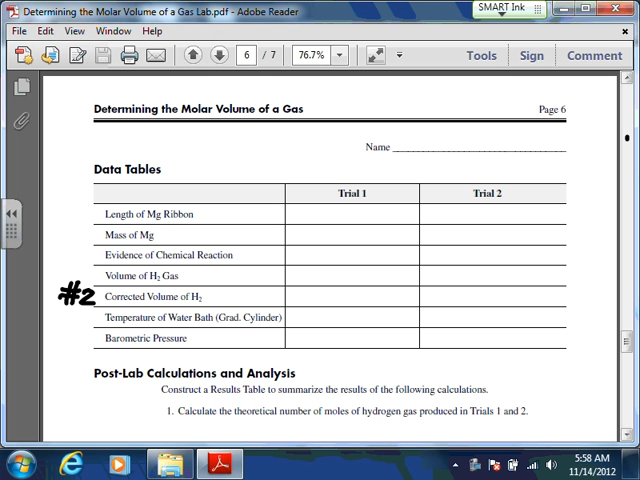 Determining the Molar Volume of a Gas Lab.pdf - Adobe Reader
SMART Ink
File Edit View Window Help
6 / 7 76.7% Tools Sign Comment
Determining the Molar Volume of a Gas Page 6
Name
Data Tables
Trial 1 Trial 2
Length of Mg Ribbon
Mass of Mg
Evidence of Chemical Reaction
Volume of H₂ Gas
#2 Corrected Volume of H₂
Temperature of Water Bath (Grad. Cylinder)
Barometric Pressure
Post-Lab Calculations and Analysis
Construct a Results Table to summarize the results of the following calculations.
1. Calculate the theoretical number of moles of hydrogen gas produced in Trials 1 and 2.
5:58 AM
11/14/2012